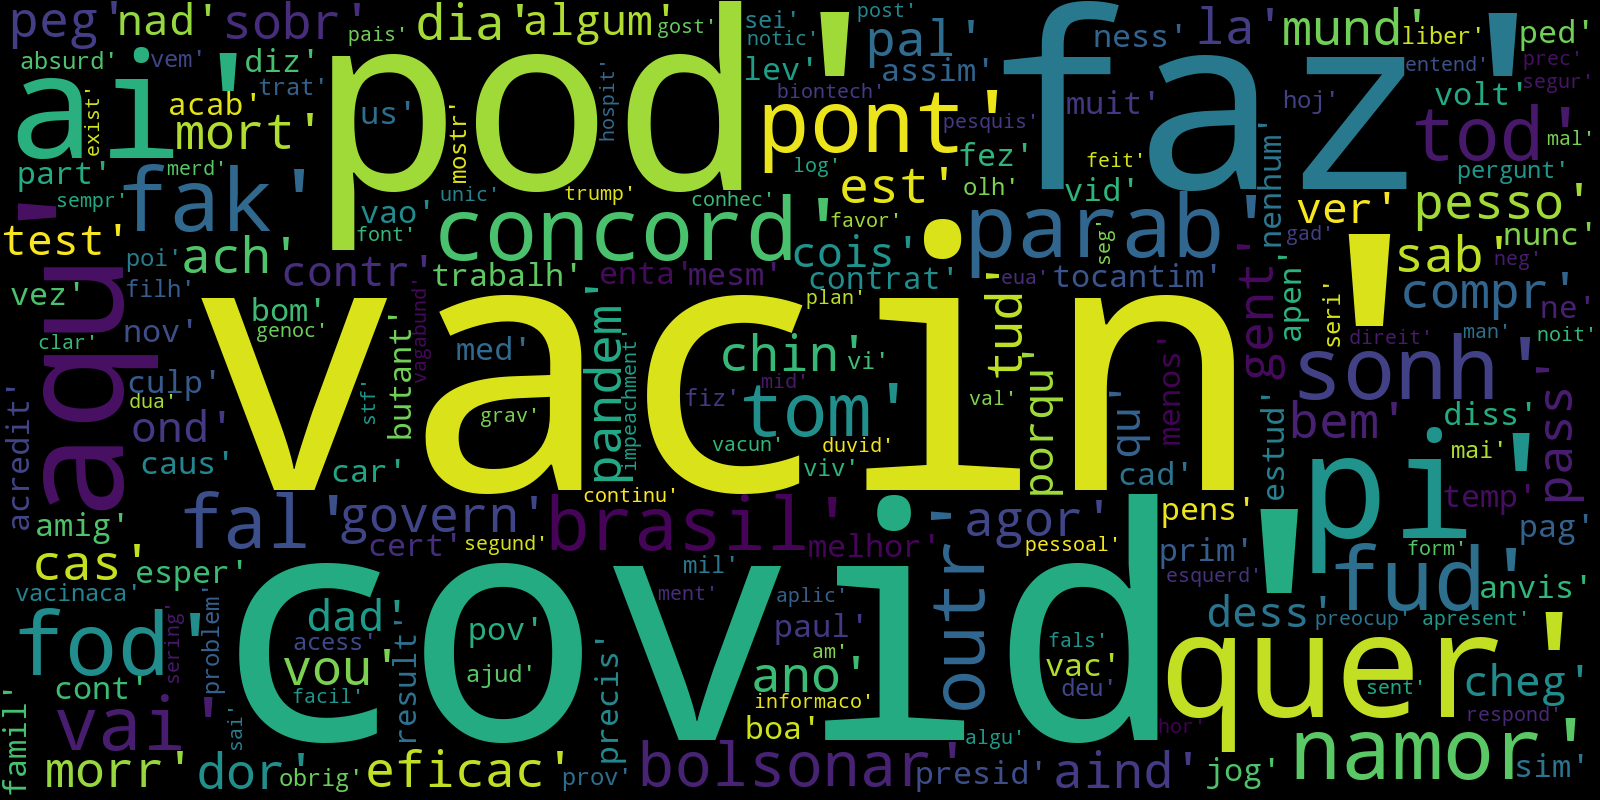 peg' nad' sobr' pais' dia' algum' gost' sei' post' notic' pal' ness' la' mund' liber' ped'
absurd' vem' diz' trat' lev' assim' entend' prec' segur'
ai' pod' faz'
exist' acab' us' hospit' biontech' muit' hoj' volt'
mort' mostr' pont' pesquis' tod' mal'
part' merd' log' fez' feit' nenhum' pergunt'
sempr' fak' unic' trump' conhec' est' olh' vid' ver' pesso'
test' vao' font' concord' favor' parab' seg' gad' nunc'
poi' ach' cois' sab' neg'
vez' filh' contr' trabalh' enta' mesm' contrat' eua' tocantim' gent' apen' compr' ne'
aqu' bom' genoc' plan' tud' seri'
clar' nov' vagabund' butant' med' pandem' impeachment' chin' vi' direit' man' noit'
vacin'
culp' dua' stf' grav' fiz' mid' tom' val' porqu' menos' sonh'
acredit' ond' vacun' duvid' qu' estud' bem' diss' pass'
caus' car' viv' cad' pi' mai'
continu' temp'
amig' fal' govern' cert' segund' brasil' melhor' agor' pessoal' pens' pag'
cas' esper' mil' outr' prim' form'
vacinaca' esquerd' fud' anvis'
covid'
fod' sering' problem' dad' acess' pov' ment' aplic' paul' fals' dess' preocup' apresent'
cont' vou' facil' result' ajud' precis' am' ano' vac' deu' quer' sent' cheg'
famil' vai' sai' informaco' boa' algu' hor' respond'
morr' dor' obrig' eficac' prov' bolsonar' presid' aind' jog' namor' sim'